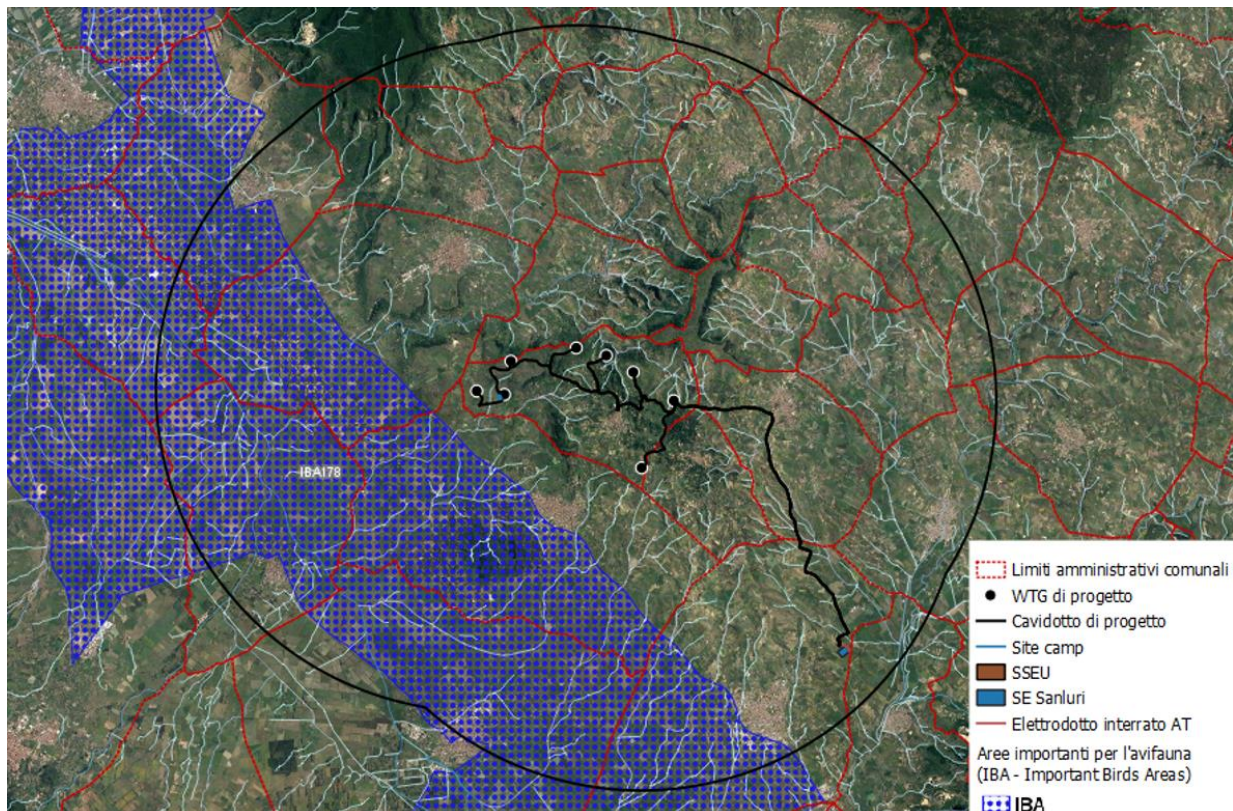 IBA178
Limiti amministrativi comunali
WTG di progetto
Cavidotto di progetto
Site camp
SSEU
SE Sanluri
Elettrodotto interrato AT
Aree importanti per l'avifauna
(IBA - Important Birds Areas)
IBA